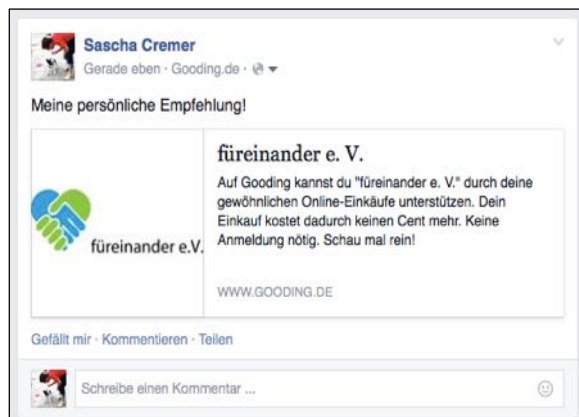 Sascha Cremer
Gerade eben · Gooding.de ·
Meine persönliche Empfehlung!
füreinander e.V.
füreinander e. V.
Auf Gooding kannst du "füreinander e. V." durch deine
gewöhnlichen Online-Einkäufe unterstützen. Dein
Einkauf kostet dadurch keinen Cent mehr. Keine
Anmeldung nötig. Schau mal rein!
WWW.GOODING.DE
Gefällt mir · Kommentieren · Teilen
Schreibe einen Kommentar ...